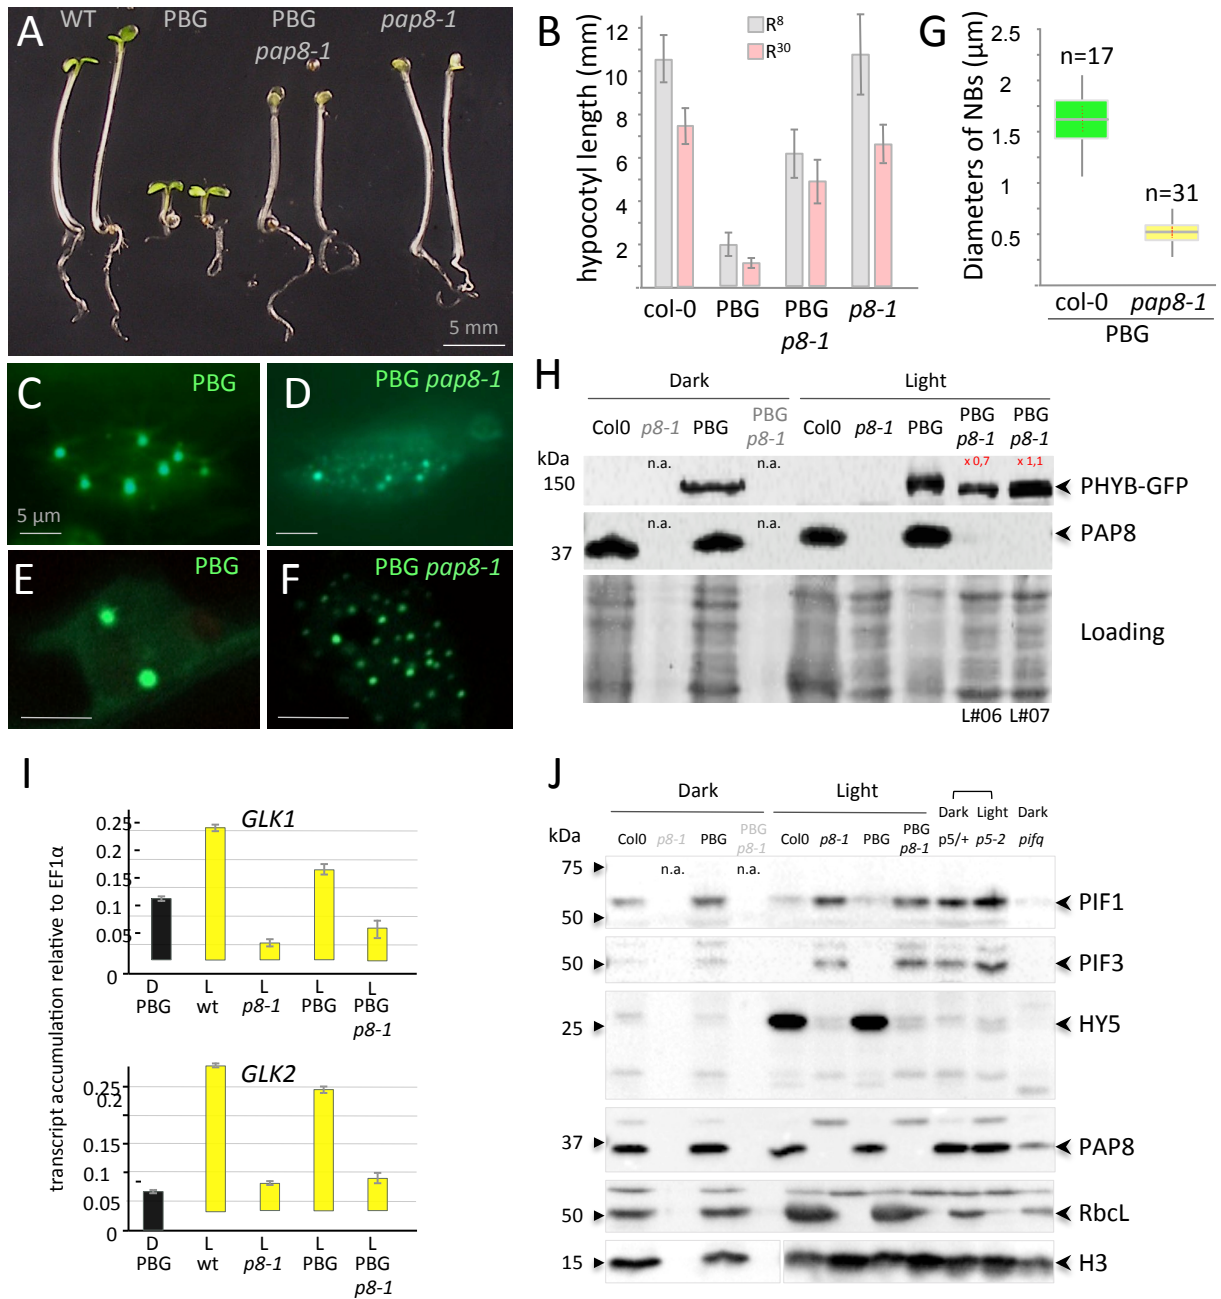 A
WT
PBG
PBG
pap8-1
pap8-1
5 mm
B
hypocotyl length (mm)
12
10
8
6
4
2
R8
R30
col-0
PBG
PBG
p8-1
p8-1
G
Diameters of NBs (µm)
2.5
2
1.5
1
0.5
0
n=17
n=31
col-0
pap8-1
PBG
C
PBG
5 µm
D
PBG pap8-1
E
PBG
F
PBG pap8-1
H
Dark
Light
Col0
p8-1
PBG
PBG
p8-1
Col0
p8-1
PBG
PBG
p8-1
PBG
p8-1
kDa
n.a.
n.a.
x 0,7
x 1,1
150
PHYB-GFP
n.a.
n.a.
37
PAP8
Loading
L#06
L#07
I
transcript accumulation relative to EF1α
GLK1
0.25
0.2
0.15
0.1
0.05
0
D
PBG
L
wt
L
p8-1
L
PBG
L
PBG
p8-1
GLK2
0.25
0.2
0.15
0.1
0.05
0
D
PBG
L
wt
L
p8-1
L
PBG
L
PBG
p8-1
J
Dark
Light
Dark
Light
Dark
kDa
Col0
p8-1
PBG
PBG
p8-1
Col0
p8-1
PBG
PBG
p8-1
p5/+
p5-2
pifq
75
n.a.
n.a.
50
PIF1
50
PIF3
25
HY5
37
PAP8
50
RbcL
15
H3